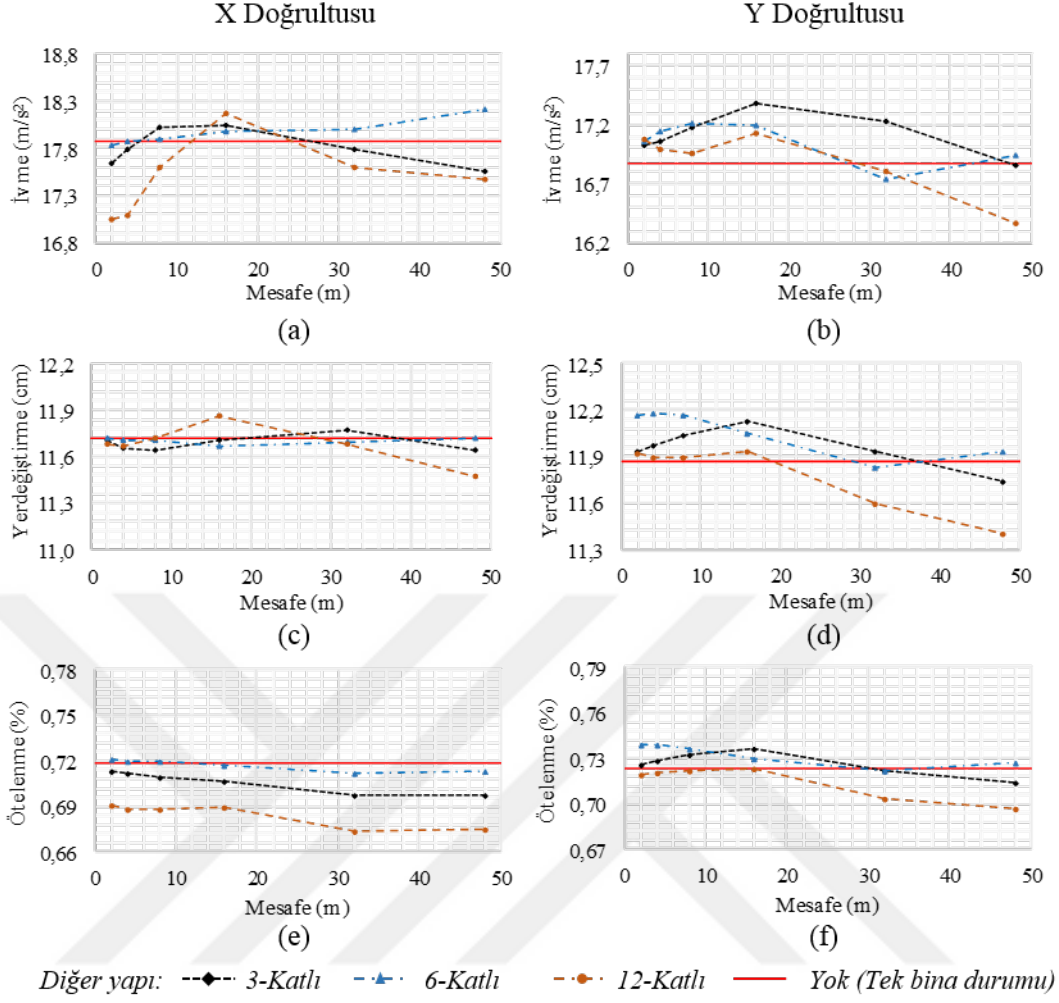 X Doğrultusu
Y Doğrultusu
İvme (m/s²)
18,8
18,3
17,8
17,3
16,8
0 10 20 30 40 50
Mesafe (m)
(a)
İvme (m/s²)
17,7
17,2
16,7
16,2
0 10 20 30 40 50
Mesafe (m)
(b)
Yerdeğiştirme (cm)
12,2
11,9
11,6
11,3
11,0
0 10 20 30 40 50
Mesafe (m)
(c)
Yerdeğiştirme (cm)
12,5
12,2
11,9
11,6
11,3
0 10 20 30 40 50
Mesafe (m)
(d)
Ötelenme (%)
0,78
0,75
0,72
0,69
0,66
0 10 20 30 40 50
Mesafe (m)
(e)
Ötelenme (%)
0,79
0,76
0,73
0,70
0,67
0 10 20 30 40 50
Mesafe (m)
(f)
Diğer yapı: 3-Katlı 6-Katlı 12-Katlı Yok (Tek bina durumu)